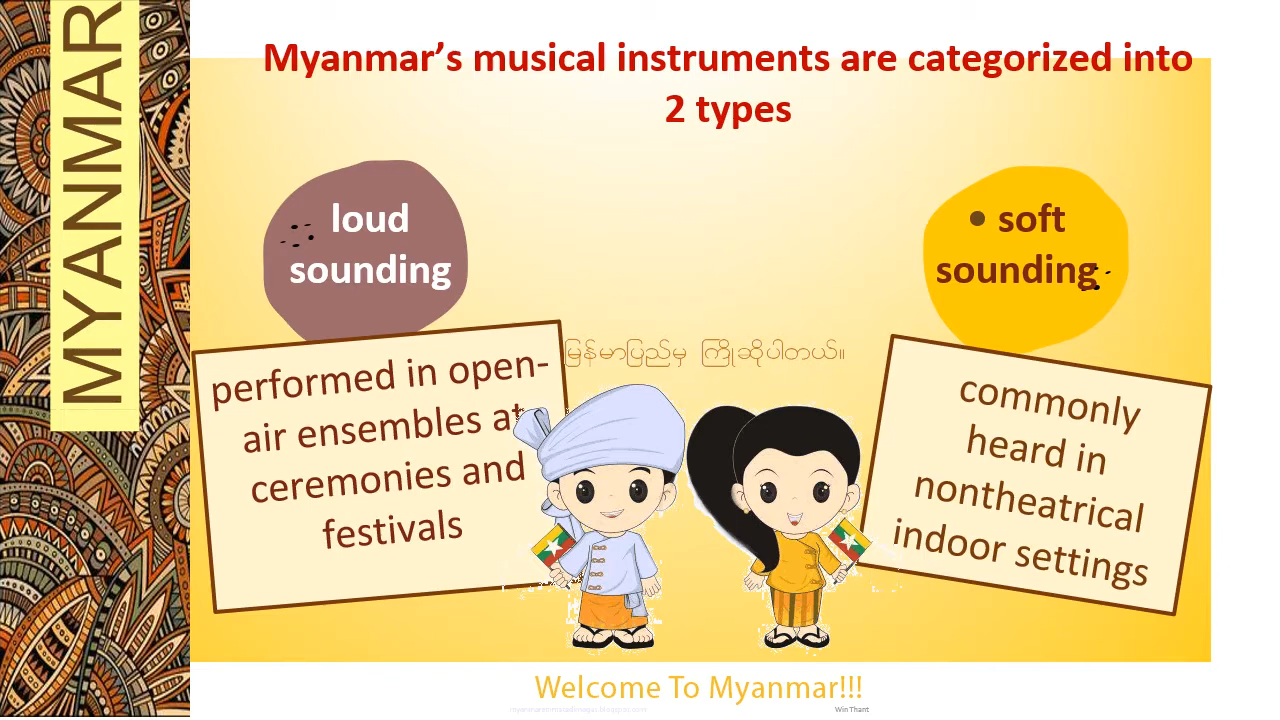 MYANMAR
Myanmar’s musical instruments are categorized into
2 types
loud
sounding
• soft
sounding
performed in open-
air ensembles at
ceremonies and
festivals
မြန်မာပြည်မှ ကြိုဆိုပါတယ်။
commonly
heard in
nontheatrical
indoor settings
Welcome To Myanmar!!!
Win Thant